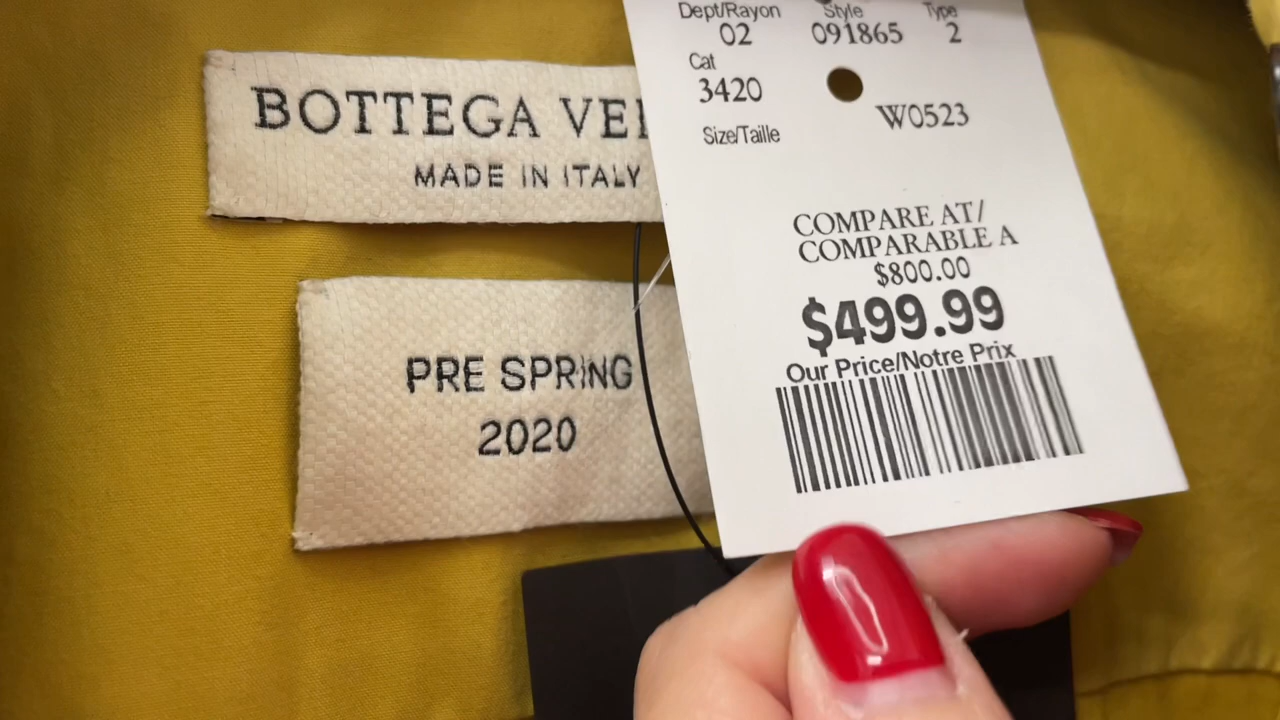 BOTTEGA
MADE IN ITALY
PRE SPRING
2020
Dept/Rayon Style Type
02 091865 2
Cat
3420
W0523
Size/Taille
COMPARE AT/
COMPARABLE A
$800.00
$499.99
Our Price/Notre Prix